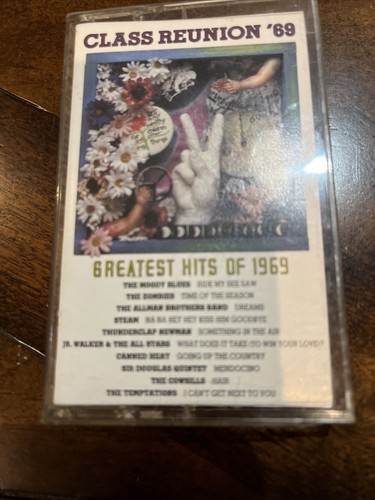 CLASS REUNION '69
GREATEST HITS OF 1969
THE MOODY BLUES RIDE MY SEE SAW
THE ZOMBIES TIME OF THE SEASON
THE ALLMAN BROTHERS BAND DREAMS
STEAM NA NA HEY HEY KISS HIM GOODBYE
THUNDERCLAP NEWMAN SOMETHING IN THE AIR
JR. WALKER & THE ALL STARS WHAT DOES IT TAKE (TO WIN YOUR LOVE)?
CANNED HEAT GOING UP THE COUNTRY
SIR DOUGLAS QUINTET MENDOCINO
THE COWSILLS HAIR
THE TEMPTATIONS I CAN'T GET NEXT TO YOU